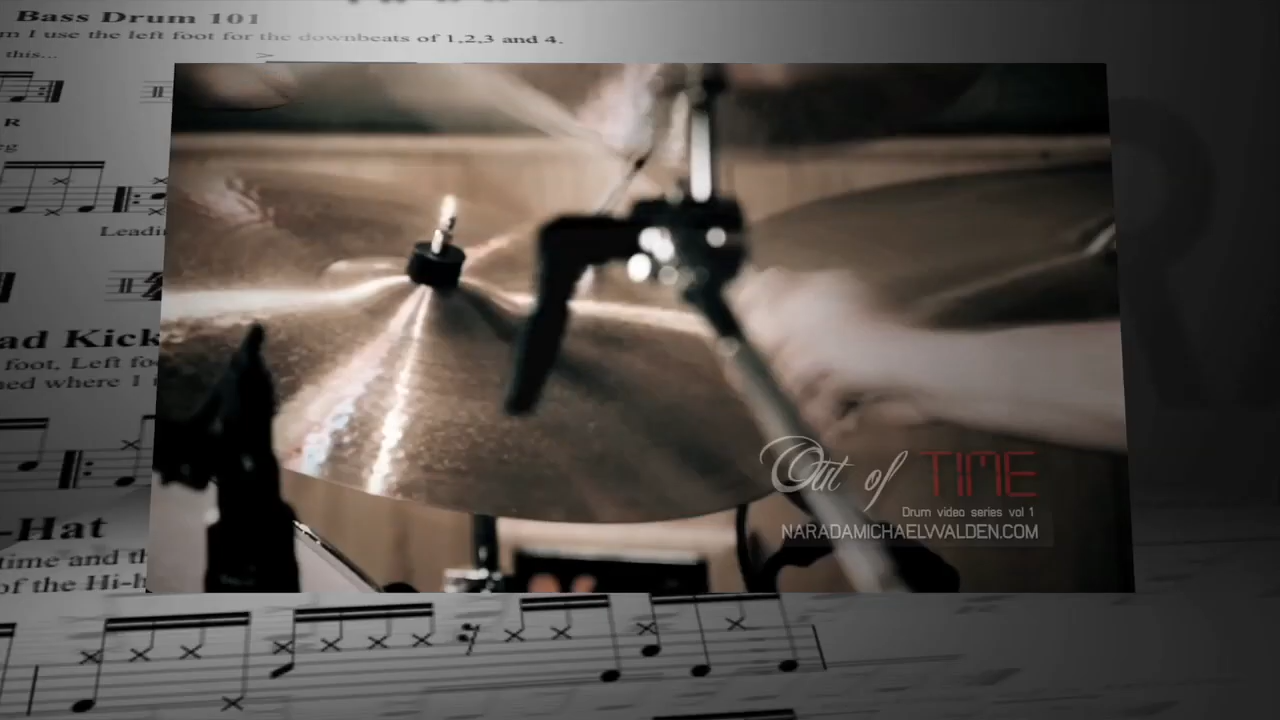 Bass Drum 101
I use the left foot for the downbeats of 1,2,3 and 4.
this...
R
Leadi
ad Kick
foot, Left fo
ned where I
-Hat
time and th
of the Hi-h
Out of TIME
Drum video series vol 1
NARADAMICHAELWALDEN.COM